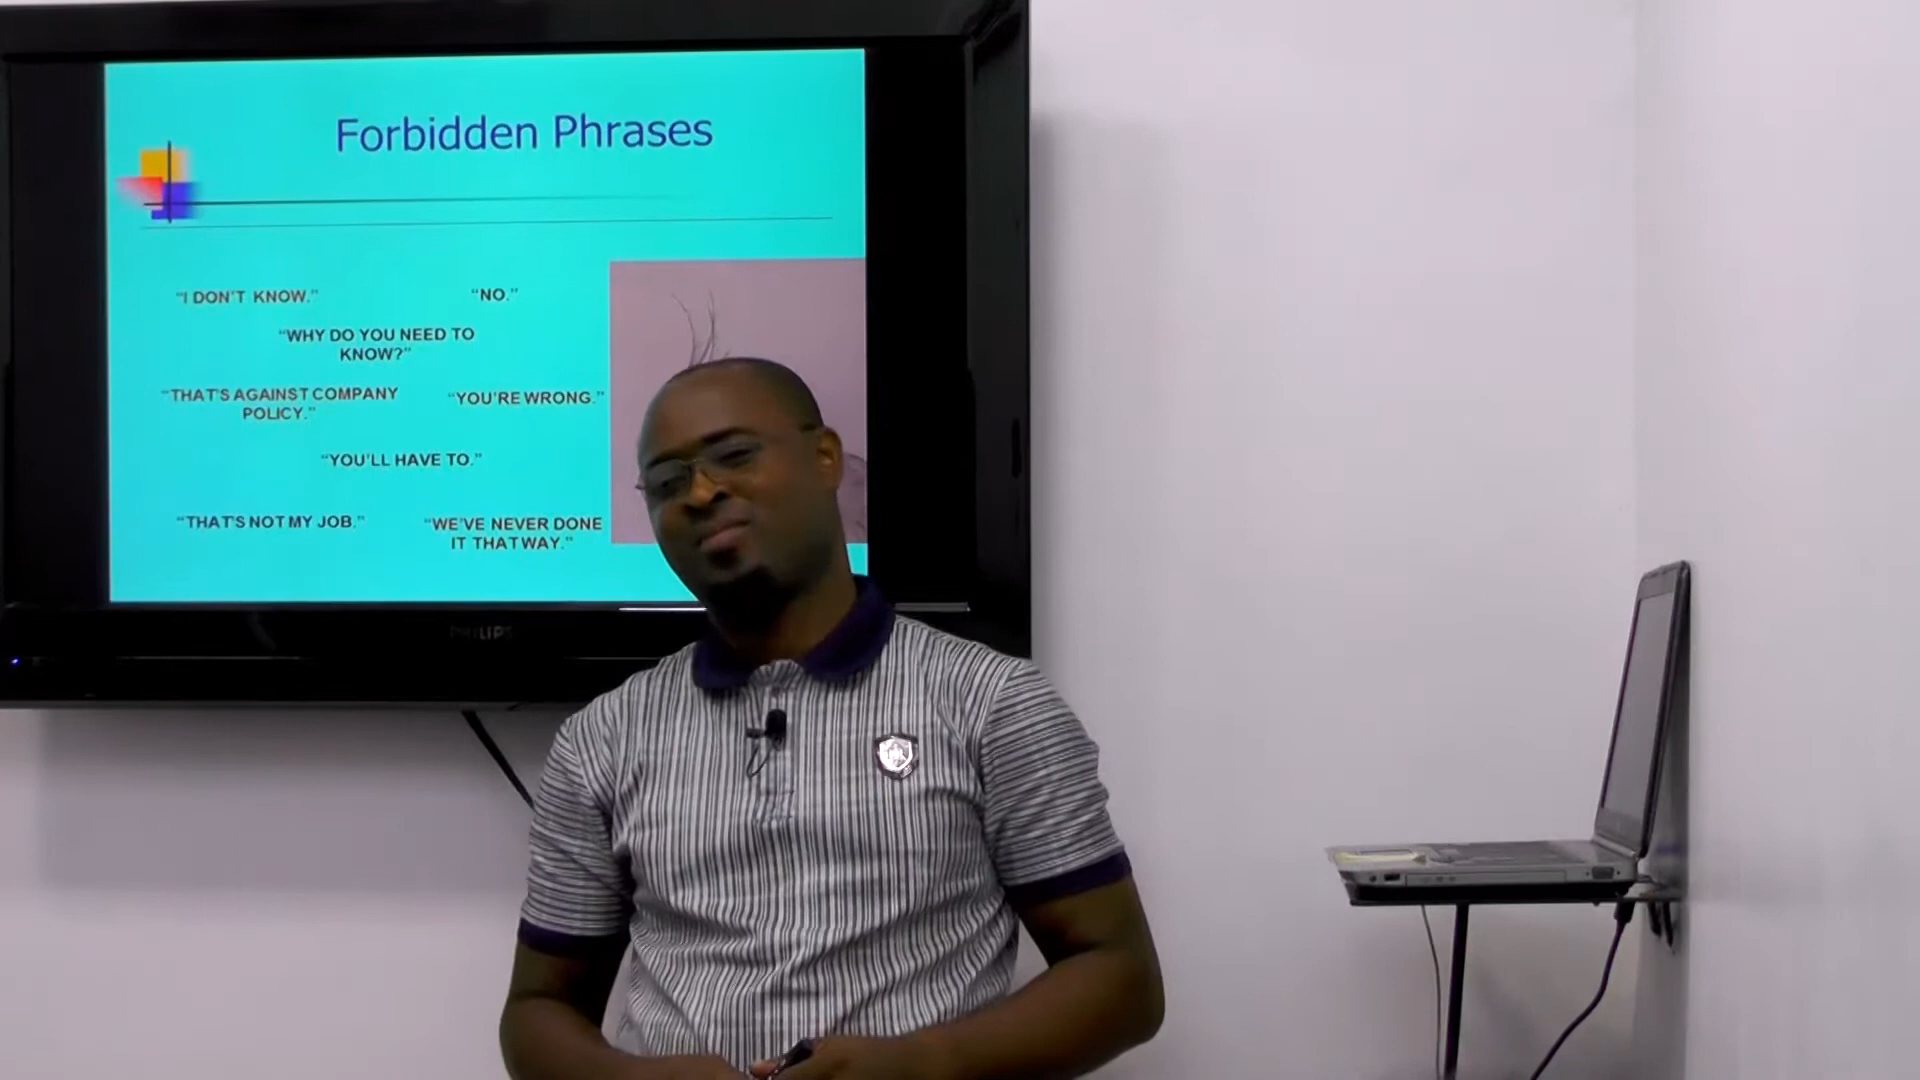 Forbidden Phrases
“I DON’T KNOW.”
“NO.”
“WHY DO YOU NEED TO
KNOW?”
“THAT’S AGAINST COMPANY
POLICY.”
“YOU’RE WRONG.”
“YOU’LL HAVE TO.”
“THAT’S NOT MY JOB.”
“WE’VE NEVER DONE
IT THAT WAY.”
PHILIPS